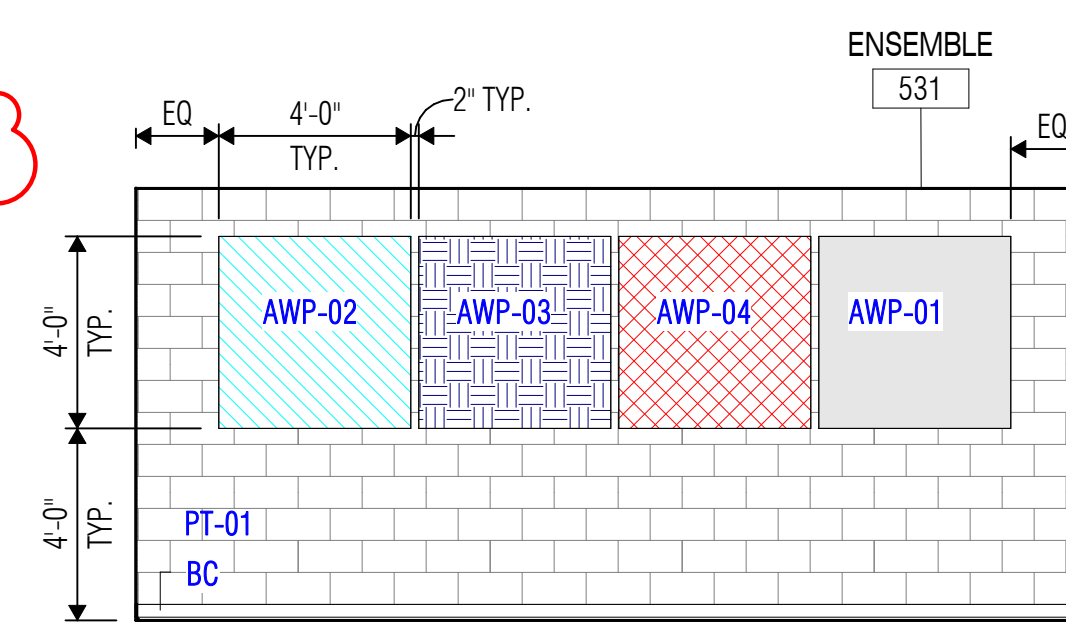 ENSEMBLE
531
EQ
4'-0"
TYP.
2" TYP.
EQ
4'-0"
TYP.
AWP-02
AWP-03
AWP-04
AWP-01
4'-0"
TYP.
PT-01
BC